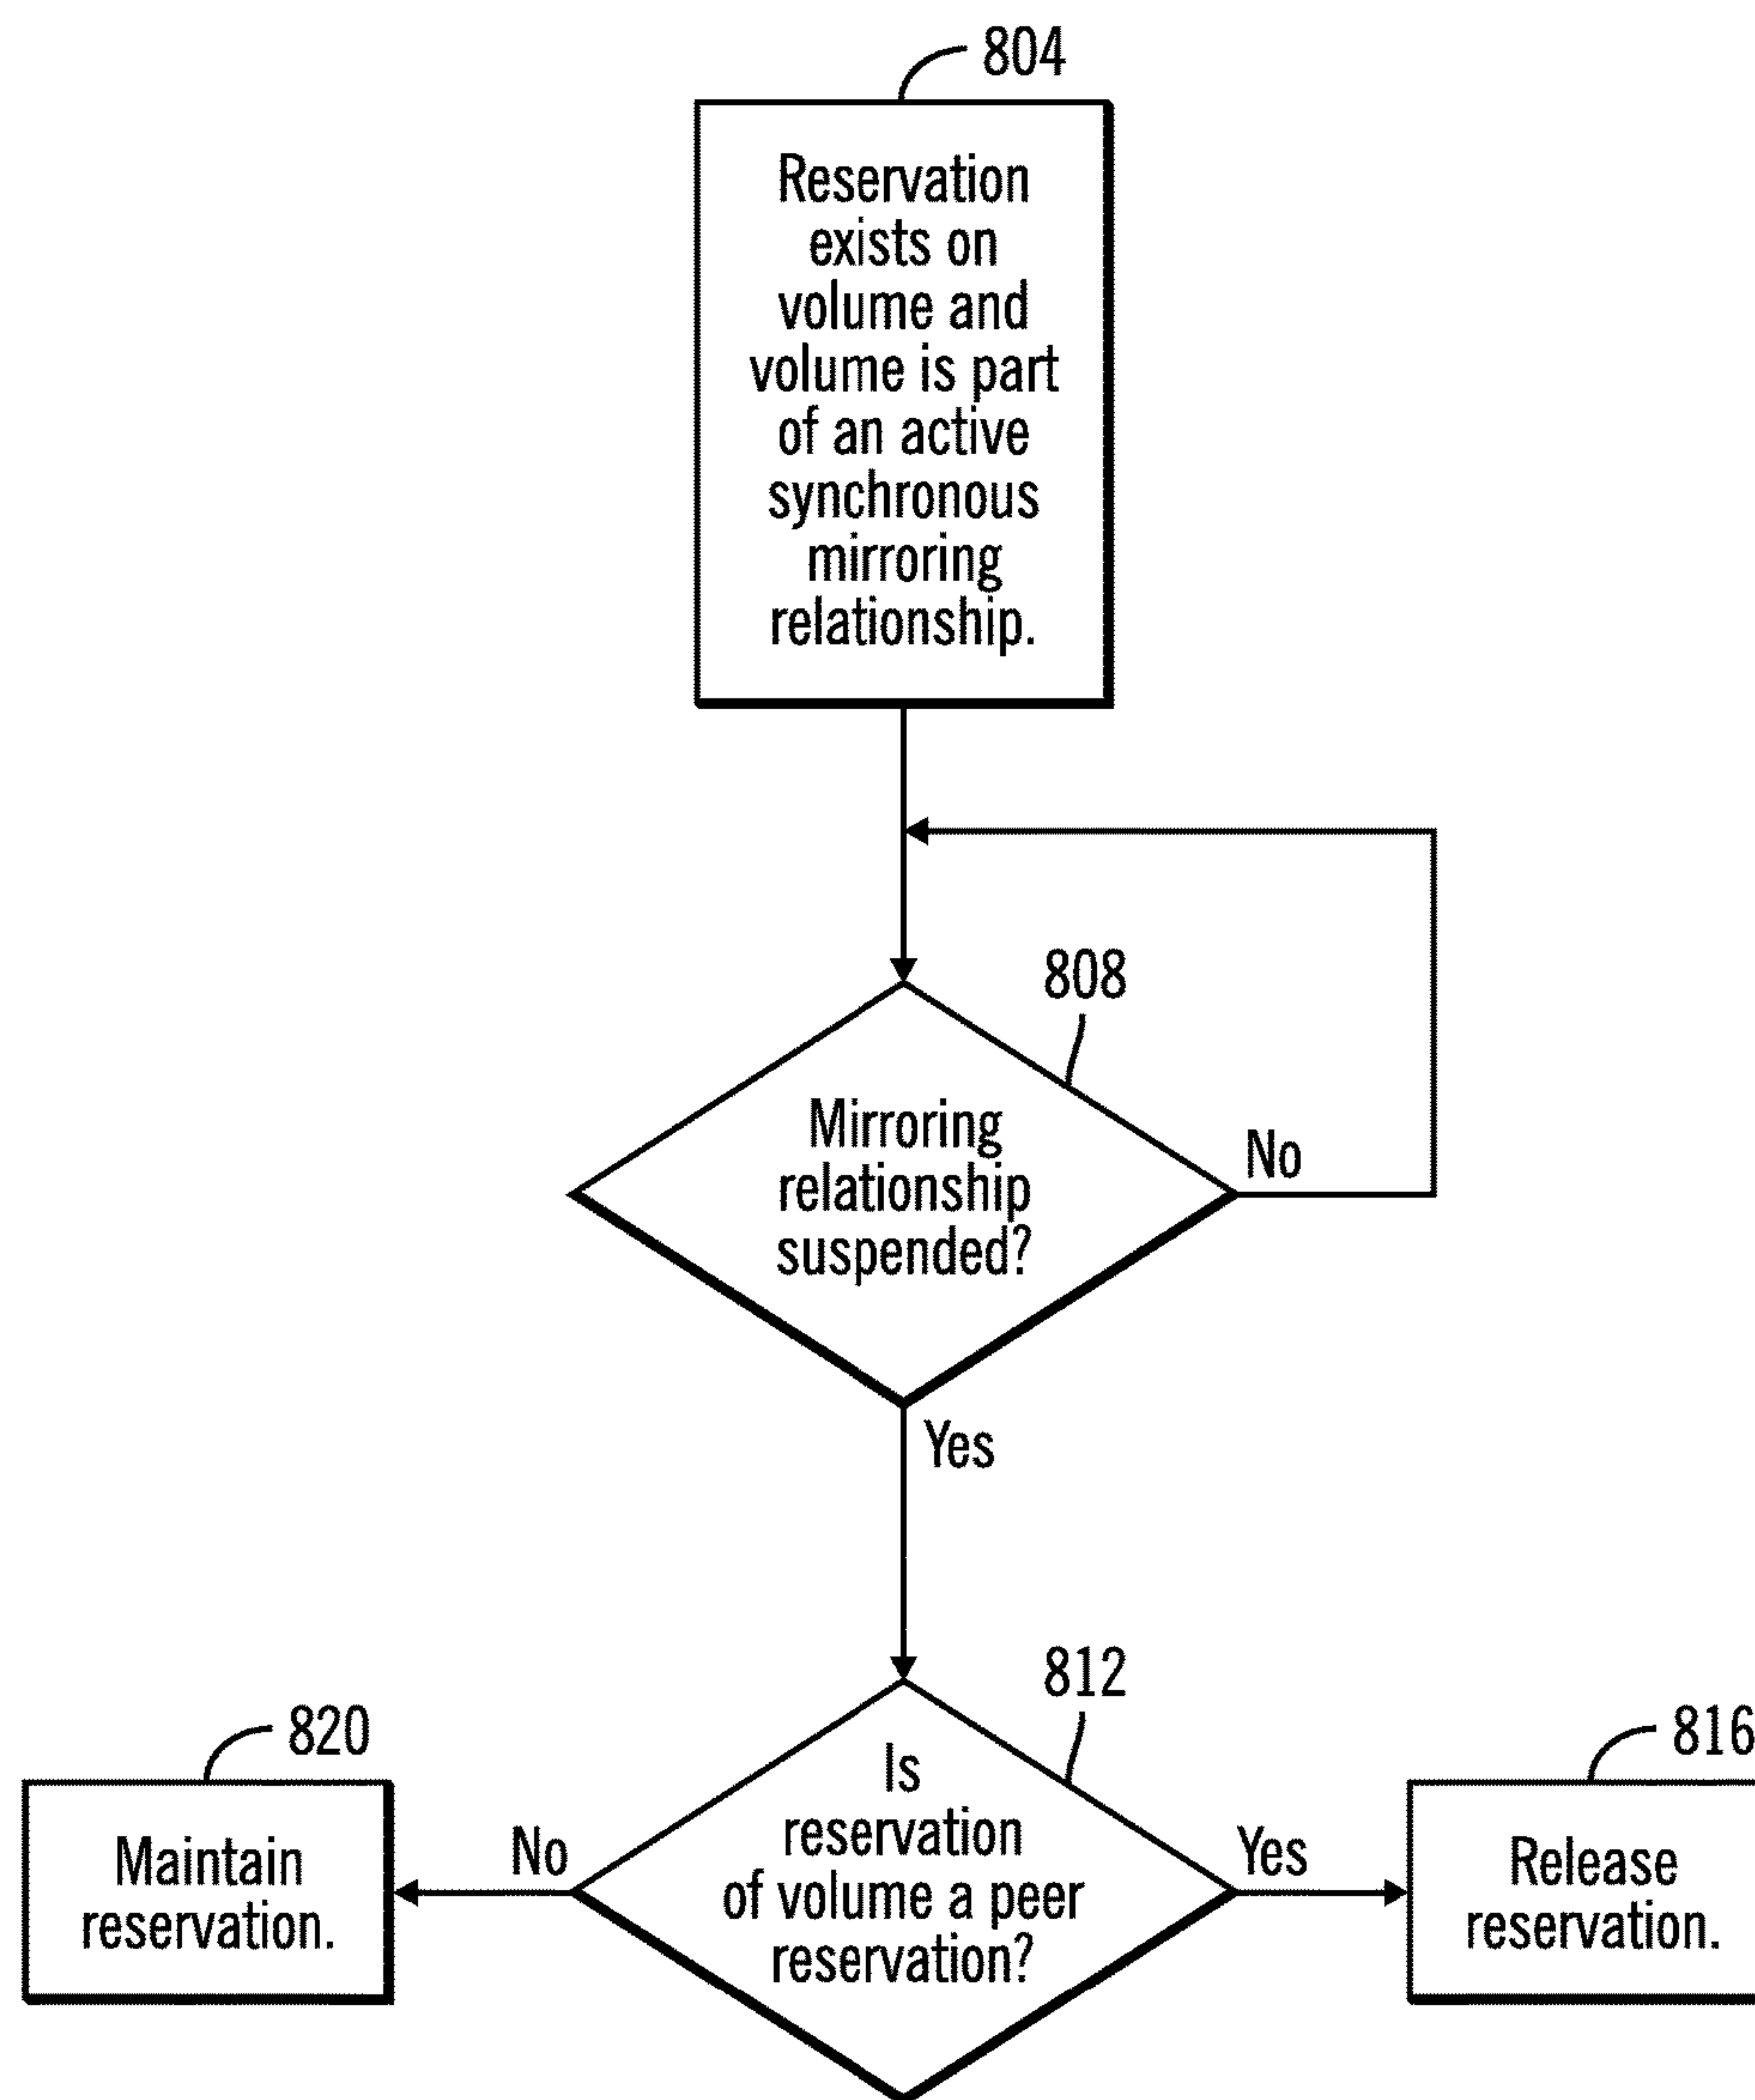 804
Reservation
exists on
volume and
volume is part
of an active
synchronous
mirroring
relationship.
808
Mirroring
relationship
suspended?
No
Yes
812
Is
reservation
of volume a peer
reservation?
No
Yes
820
Maintain
reservation.
816
Release
reservation.